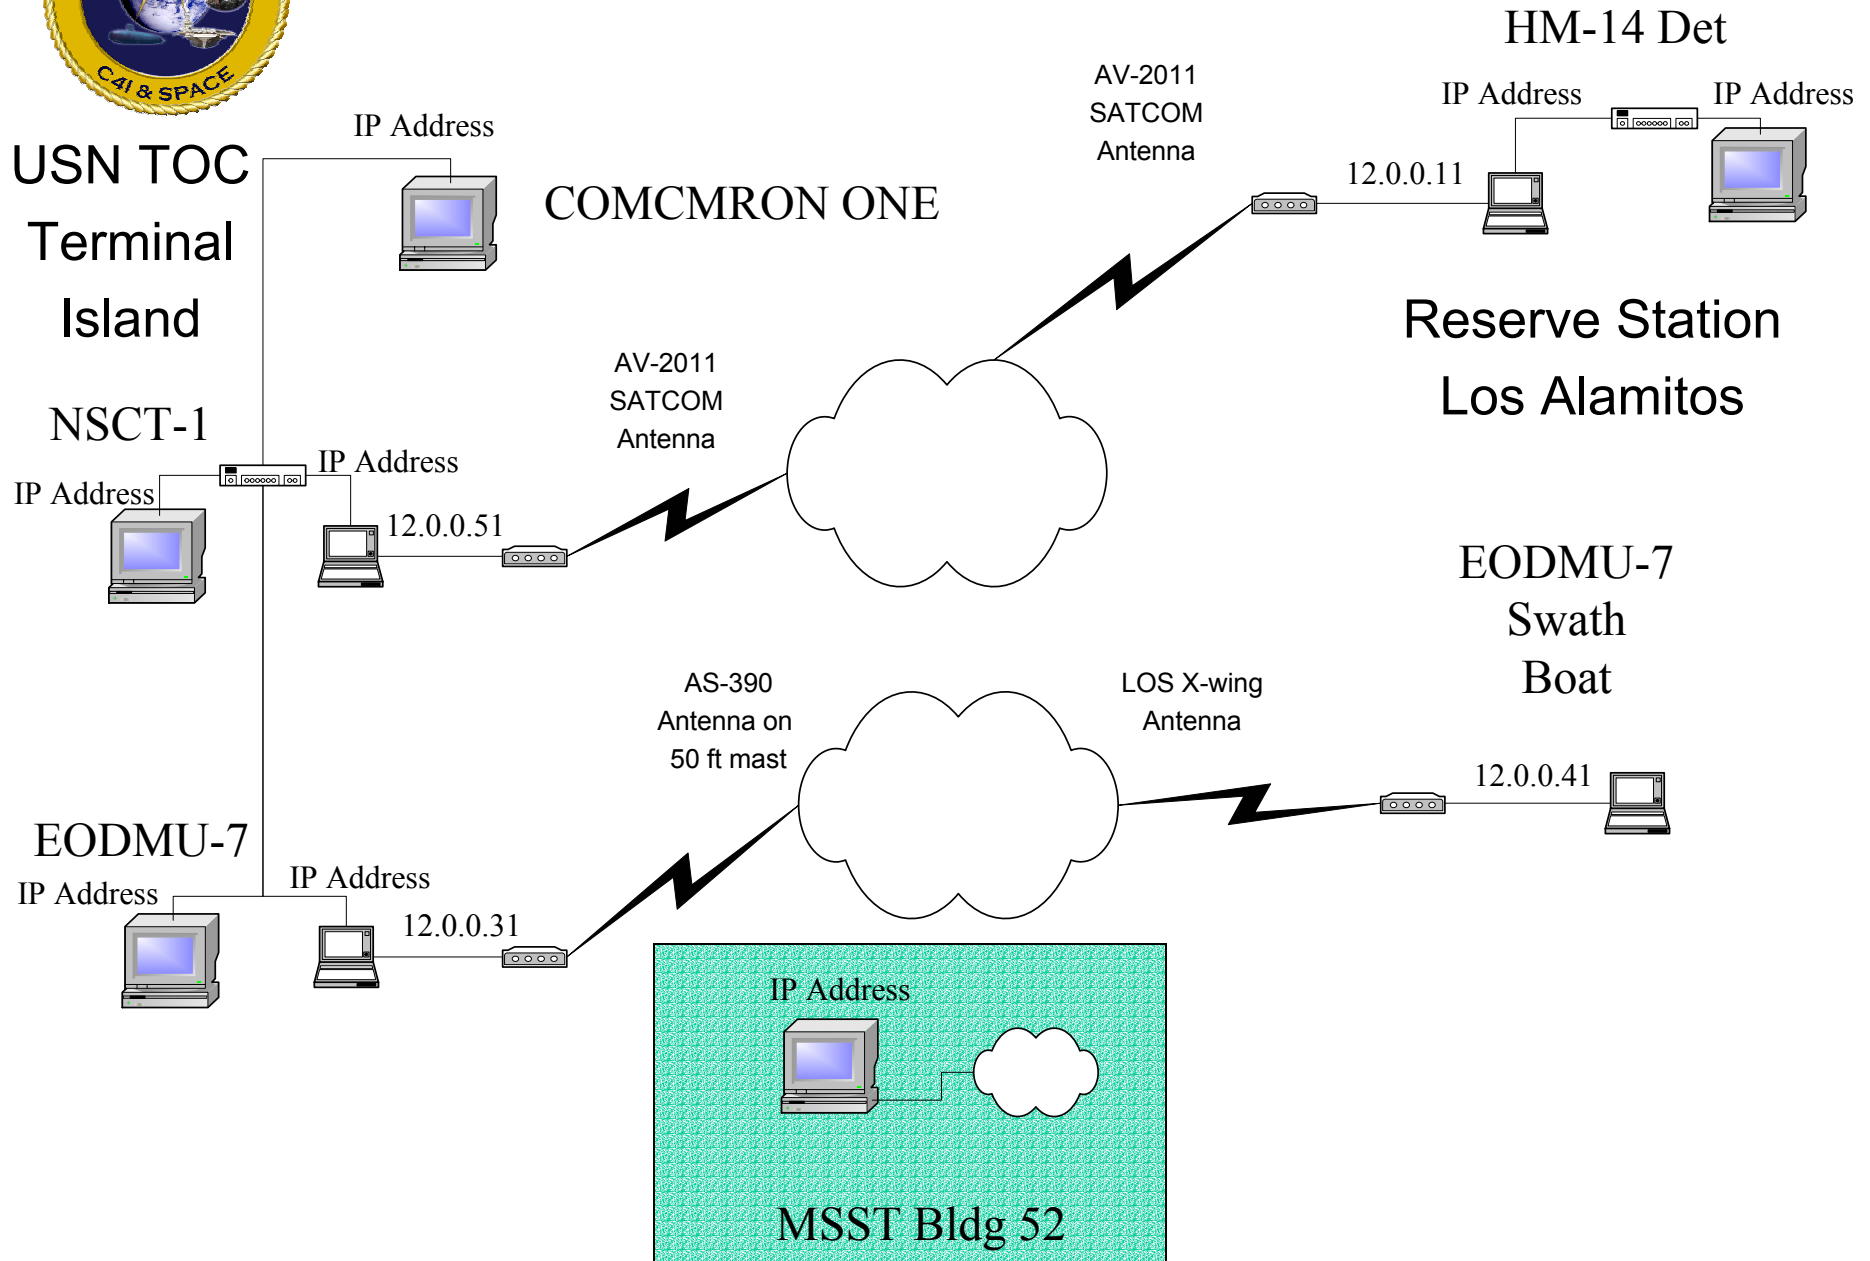 C4I & SPACE
USN TOC
Terminal
Island
IP Address
COMCMRON ONE
AV-2011
SATCOM
Antenna
HM-14 Det
IP Address
IP Address
12.0.0.11
Reserve Station
Los Alamitos
NSCT-1
IP Address
IP Address
12.0.0.51
AV-2011
SATCOM
Antenna
EODMU-7
Swath
Boat
AS-390
Antenna on
50 ft mast
LOS X-wing
Antenna
12.0.0.41
EODMU-7
IP Address
IP Address
12.0.0.31
IP Address
MSST Bldg 52